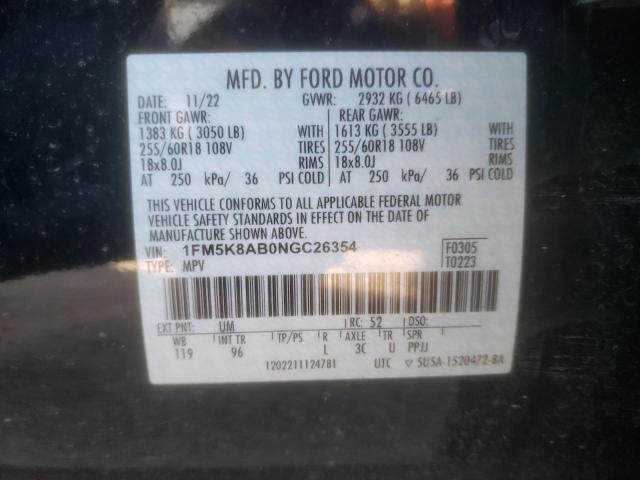 MFD. BY FORD MOTOR CO.
DATE: 11/22 GVWR: 2932 KG ( 6465 LB)
FRONT GAWR: REAR GAWR:
1383 KG ( 3050 LB) WITH 1613 KG ( 3555 LB) WITH
255/60R18 108V TIRES 255/60R18 108V TIRES
18x8.0J RIMS 18x8.0J RIMS
AT 250 kPa/ 36 PSI COLD AT 250 kPa/ 36 PSI COLD
THIS VEHICLE CONFORMS TO ALL APPLICABLE FEDERAL MOTOR
VEHICLE SAFETY STANDARDS IN EFFECT ON THE DATE OF
MANUFACTURE SHOWN ABOVE.
VIN: 1FM5K8AB0NGC26354 F0305
TYPE: MPV T0223
EXT PNT: UM RC: 52 DSO:
WB INT TR TP/PS R AXLE TR SPR
119 96 L 3C U PPJJ
1202211124781 UTC ▽ 5U5A-1520472-BA